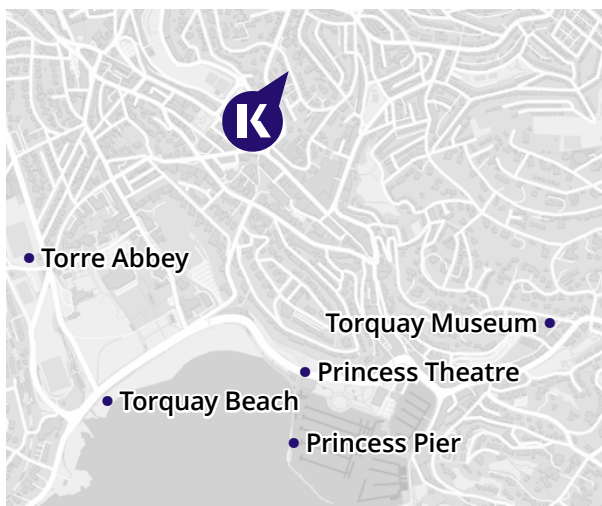 K
Torre Abbey
Torquay Museum
Princess Theatre
Torquay Beach
Princess Pier